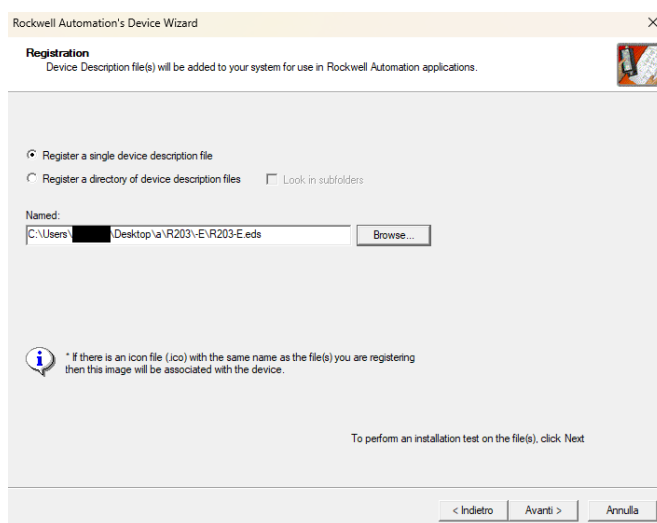 Rockwell Automation's Device Wizard
Registration
Device Description file(s) will be added to your system for use in Rockwell Automation applications.
Register a single device description file
Register a directory of device description files
Look in subfolders
Named:
C:\Users\ \Desktop\a\R203\-E\R203-E.eds
Browse...
* If there is an icon file (.ico) with the same name as the file(s) you are registering
then this image will be associated with the device.
To perform an installation test on the file(s), click Next
< Indietro
Avanti >
Annulla